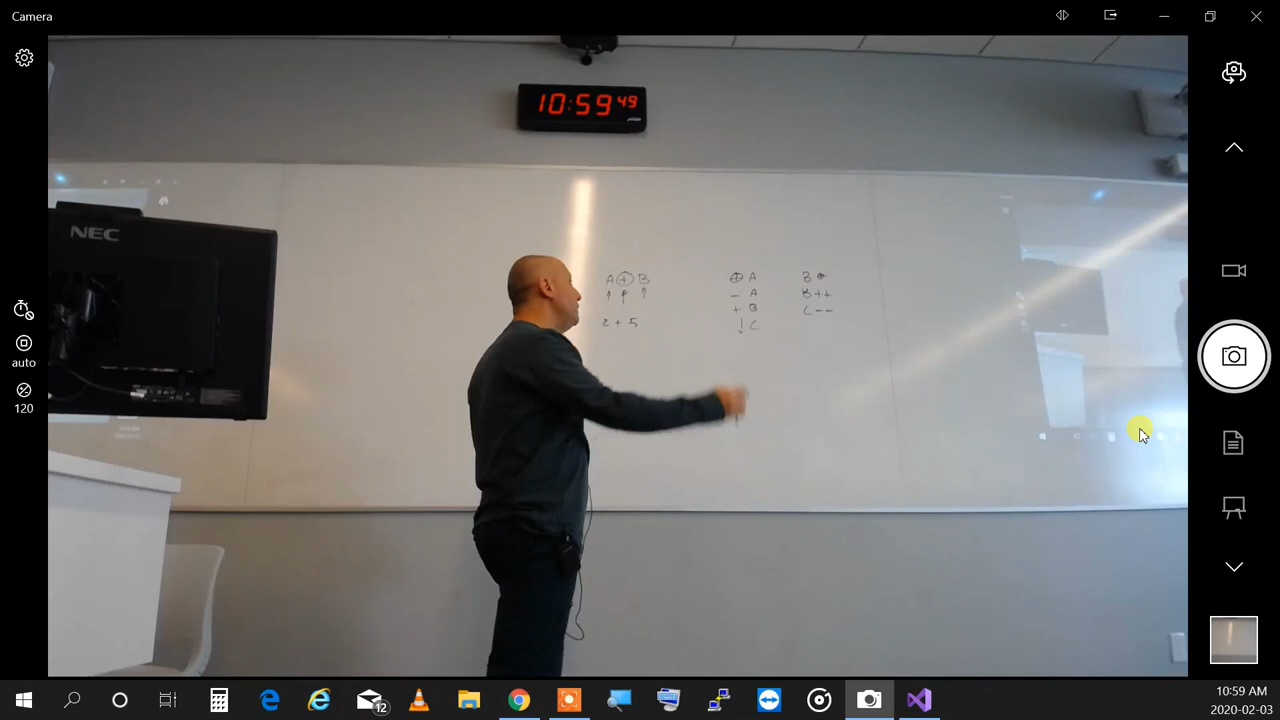 Camera
10:59 49
NEC
A + B
2 + 5
+ A
- A
+ B
! C
B
B++
C--
auto
120
12
10:59 AM
2020-02-03